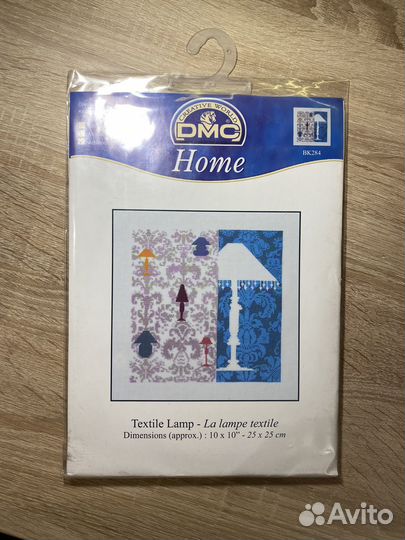 CREATIVE WORLD
DMC
Home
BK284
Textile Lamp - La lampe textile
Dimensions (approx.) : 10 x 10" - 25 x 25 cm
Avito